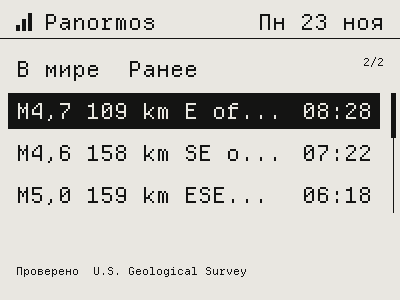 Panormos Пн 23 ноя
В мире Ранее 2/2
M4,7 109 km E of... 08:28
M4,6 158 km SE o... 07:22
M5,0 159 km ESE... 06:18
Проверено U.S. Geological Survey